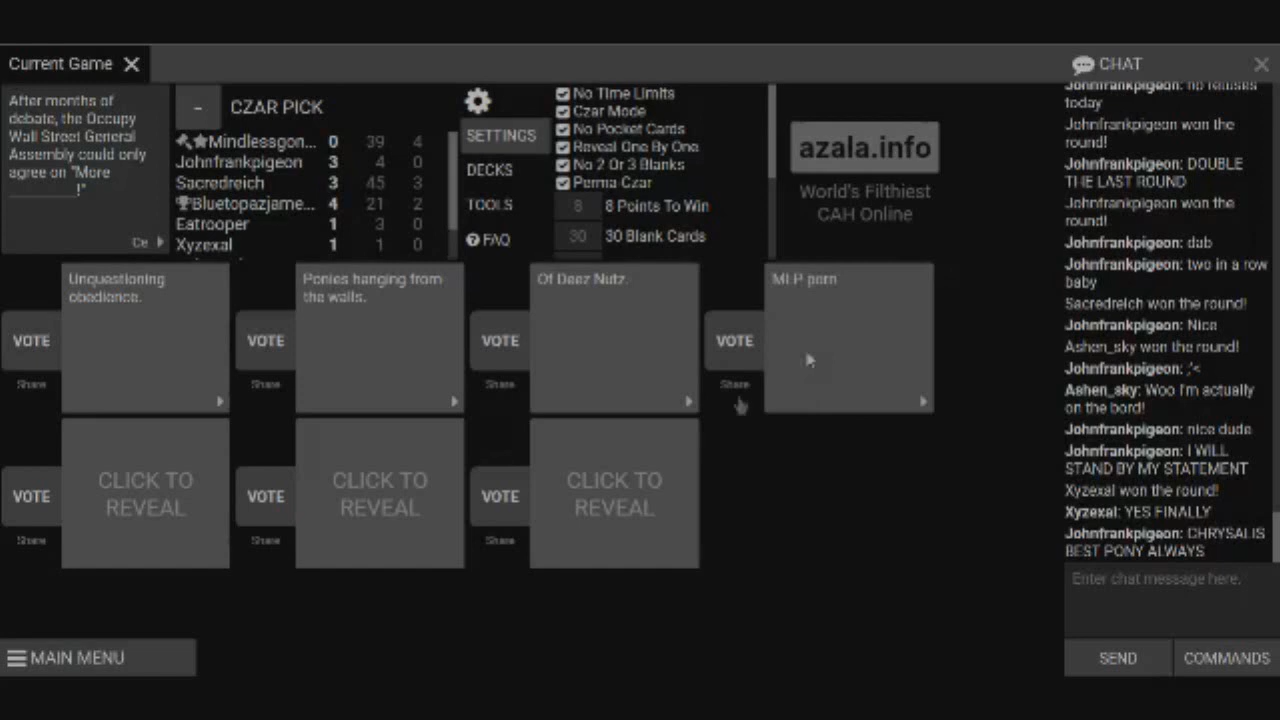 Current Game
CHAT
After months of
debate, the Occupy
Wall Street General
Assembly could only
agree on "More
________!"
Ce
-
CZAR PICK
Mindlessgon... 0 39 4
Johnfrankpigeon 3 4 0
Sacredreich 3 45 3
Bluetopazjame... 4 21 2
Eatrooper 1 3 0
Xyzexal 1 1 0
SETTINGS
DECKS
TOOLS
FAQ
No Time Limits
Czar Mode
No Pocket Cards
Reveal One By One
No 2 Or 3 Blanks
Perma Czar
8 8 Points To Win
30 30 Blank Cards
azala.info
World's Filthiest
CAH Online
Unquestioning
obedience.
VOTE
Share
Ponies hanging from
the walls.
VOTE
Share
Of Deez Nutz.
VOTE
Share
MLP porn
VOTE
Share
CLICK TO
REVEAL
VOTE
Share
CLICK TO
REVEAL
VOTE
Share
CLICK TO
REVEAL
VOTE
Share
MAIN MENU
Johnfrankpigeon: no refuses
today
Johnfrankpigeon won the
round!
Johnfrankpigeon: DOUBLE
THE LAST ROUND
Johnfrankpigeon won the
round!
Johnfrankpigeon: dab
Johnfrankpigeon: two in a row
baby
Sacredreich won the round!
Johnfrankpigeon: Nice
Ashen_sky won the round!
Johnfrankpigeon: ;'<
Ashen_sky: Woo I'm actually
on the bord!
Johnfrankpigeon: nice dude
Johnfrankpigeon: I WILL
STAND BY MY STATEMENT
Xyzexal won the round!
Xyzexal: YES FINALLY
Johnfrankpigeon: CHRYSALIS
BEST PONY ALWAYS
Enter chat message here.
SEND
COMMANDS